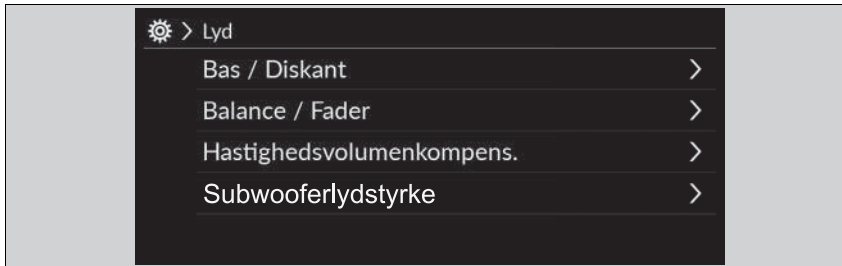 > Lyd
Bas / Diskant >
Balance / Fader >
Hastighedsvolumenkompens. >
Subwooferlydstyrke >